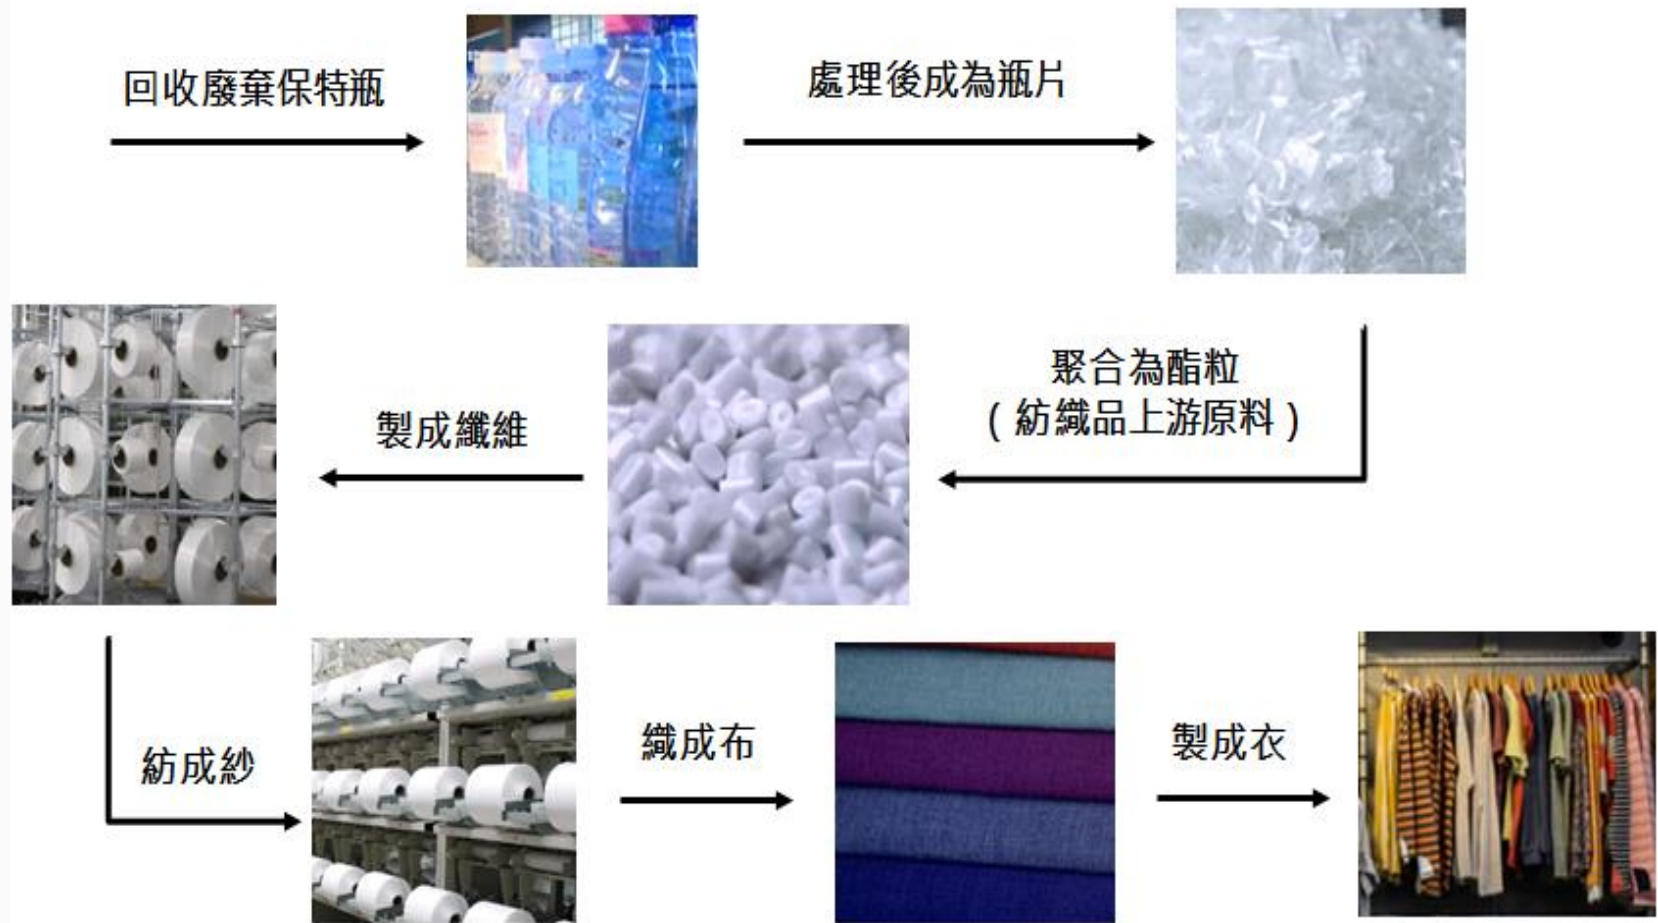 回收廢棄保特瓶
處理後成為瓶片
聚合為酯粒
(紡織品上游原料)
製成纖維
紡成紗
織成布
製成衣